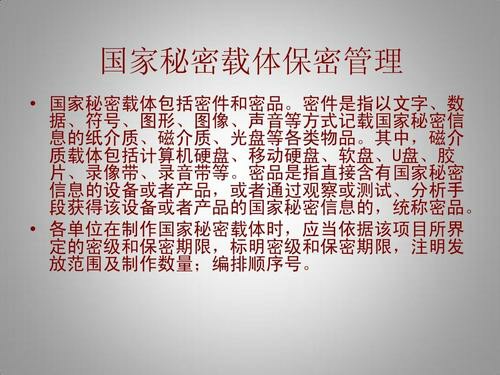 国家秘密载体保密管理
• 国家秘密载体包括密件和密品。密件是指以文字、数
据、符号、图形、图像、声音等方式记载国家秘密信
息的纸介质、磁介质、光盘等各类物品。其中，磁介
质载体包括计算机硬盘、移动硬盘、软盘、U盘、胶
片、录像带、录音带等。密品是指直接含有国家秘密
信息的设备或者产品，或者通过观察或测试、分析手
段获得该设备或者产品的国家秘密信息的，统称密品。
• 各单位在制作国家秘密载体时，应当依据该项目所界
定的密级和保密期限，标明密级和保密期限，注明发
放范围及制作数量；编排顺序号。